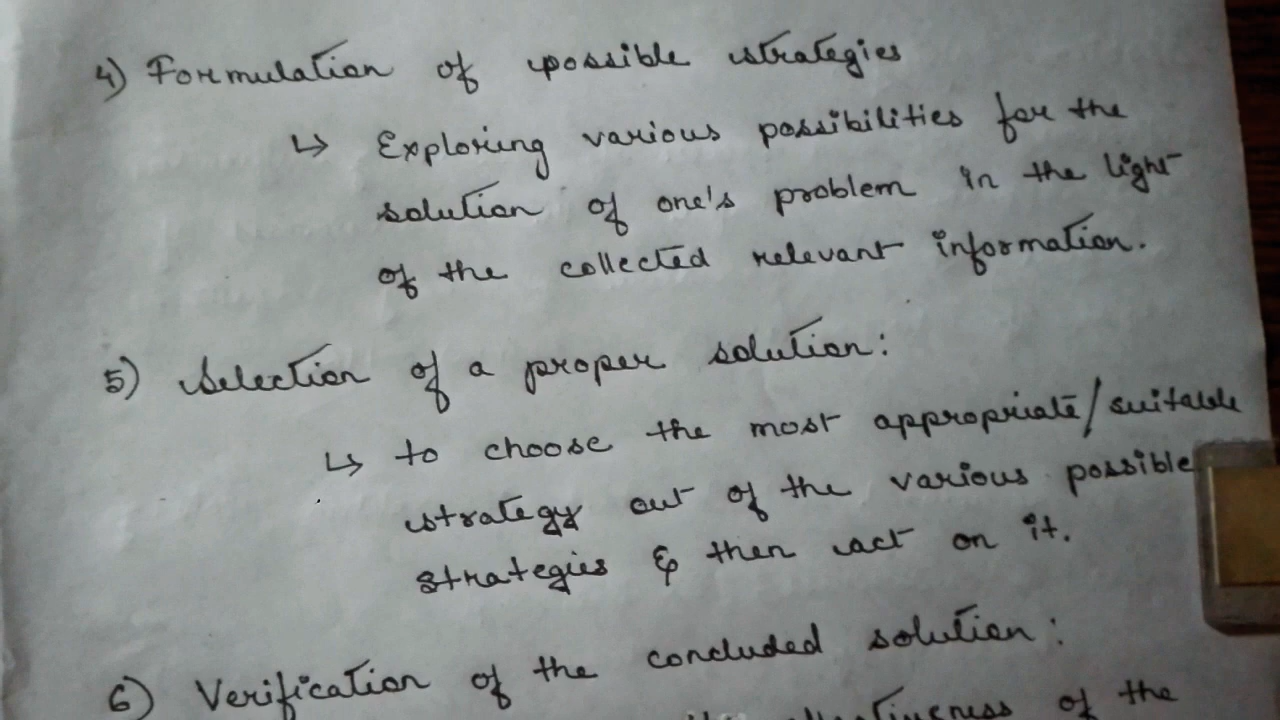 4) Formulation of possible strategies
↳ Exploring various possibilities for the
solution of one's problem in the light
of the collected relevant information.
5) Selection of a proper solution:
↳ to choose the most appropriate/suitable
strategy out of the various possible
strategies & then act on it.
6) Verification of the concluded solution:
of the